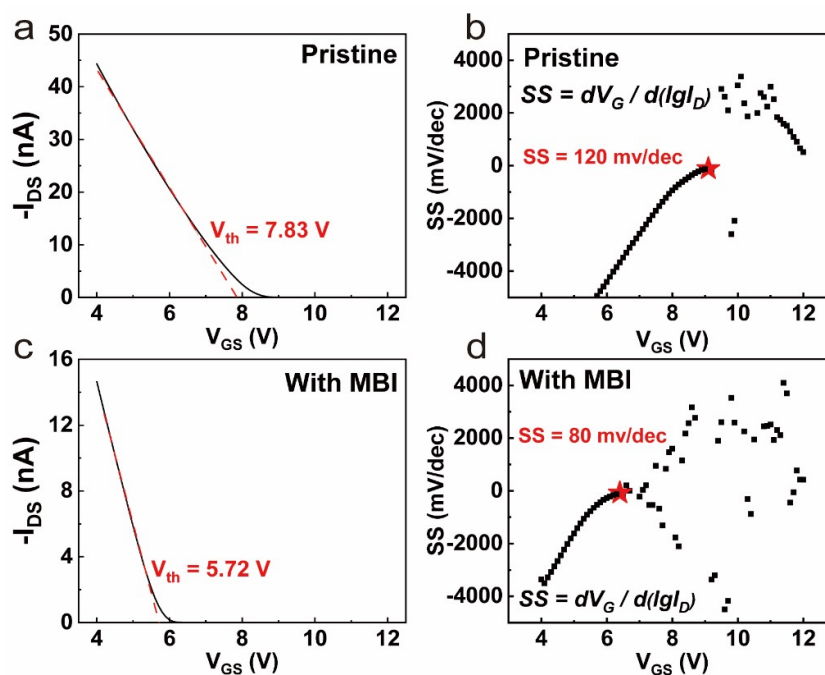 a
Pristine
50
40
30
20
10
0
-I_DS (nA)
V_th = 7.83 V
4 6 8 10 12
V_GS (V)
b
Pristine
SS = dV_G / d(lgI_D)
SS = 120 mv/dec
4000
2000
0
-2000
-4000
SS (mV/dec)
4 6 8 10 12
V_GS (V)
c
With MBI
16
12
8
4
0
-I_DS (nA)
V_th = 5.72 V
4 6 8 10 12
V_GS (V)
d
With MBI
SS = 80 mv/dec
SS = dV_G / d(lgI_D)
4000
2000
0
-2000
-4000
SS (mV/dec)
4 6 8 10 12
V_GS (V)